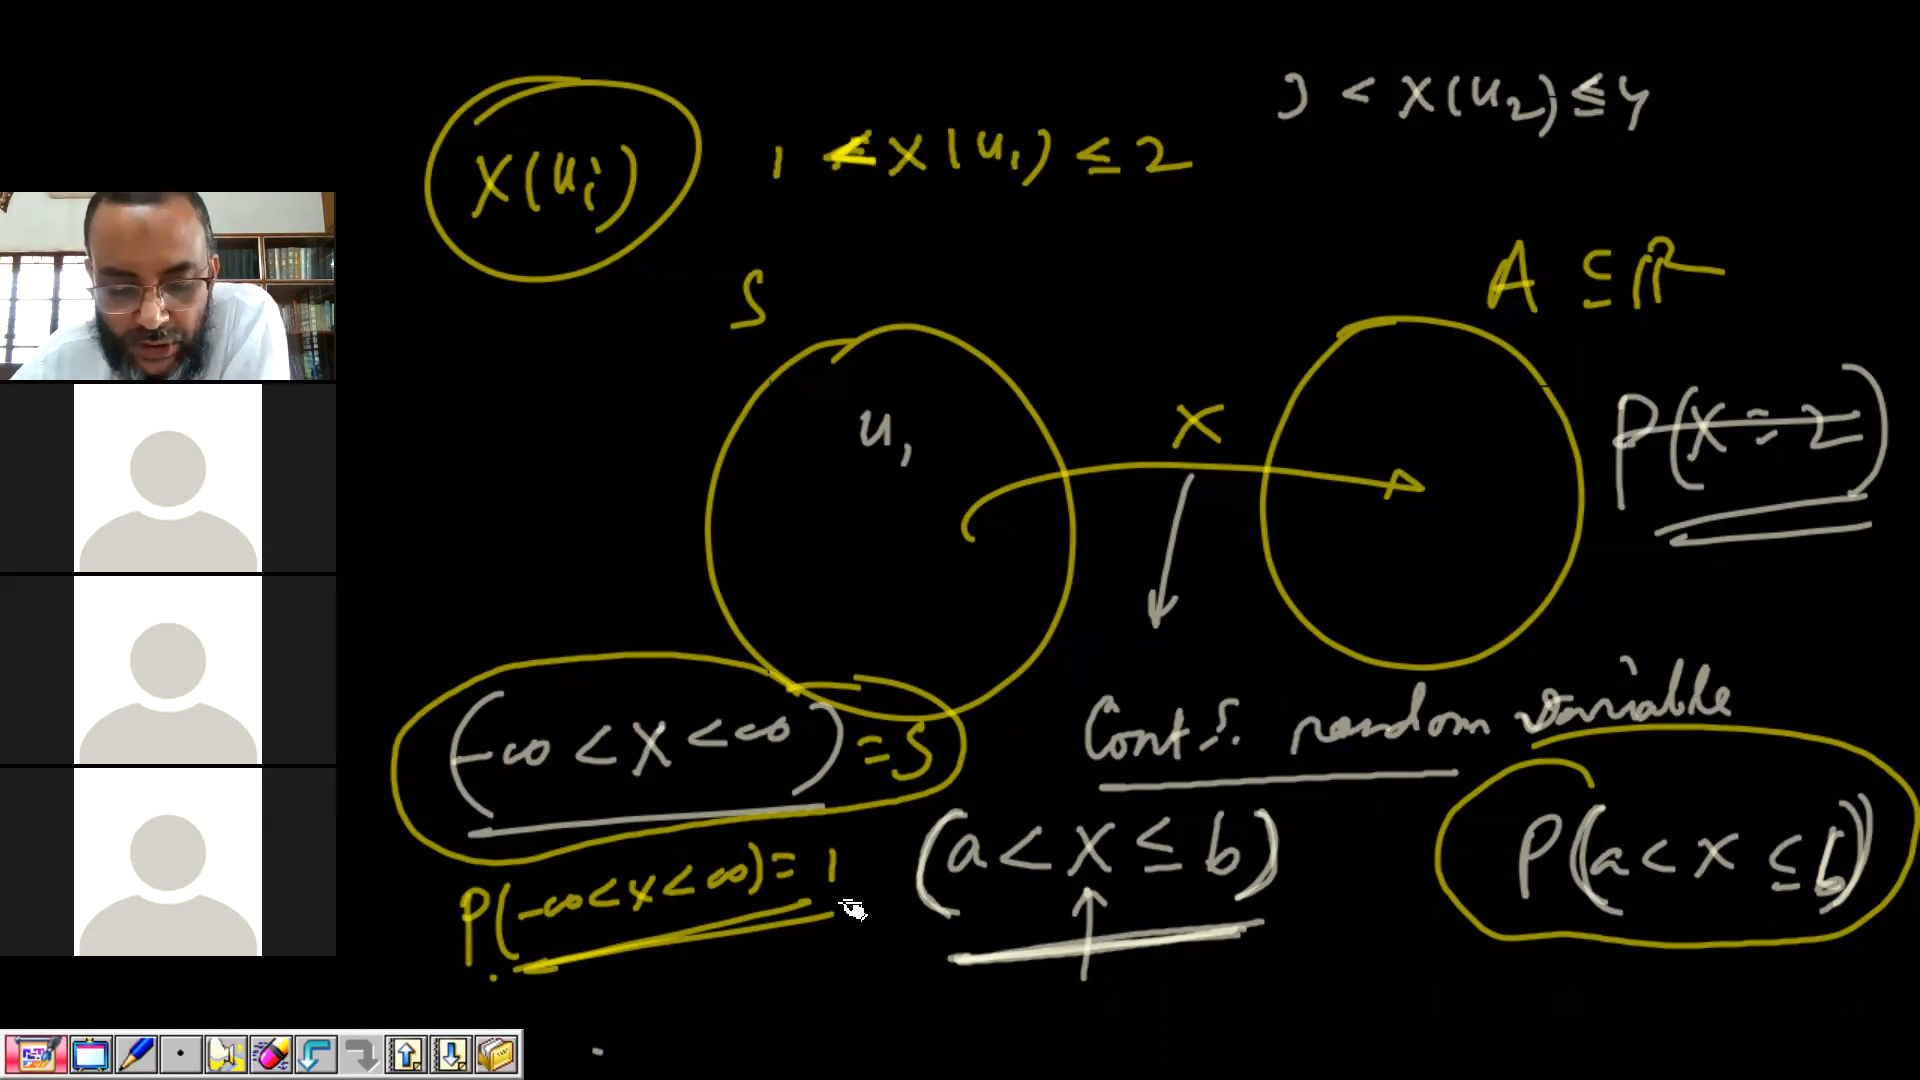 3 < X(u2) ≤ 4
X(ui)
1 < X(u1) ≤ 2
S
A ⊆ ℝ
u1
X
P(X = 2)
Cont s. random variable
(-∞ < X < ∞) = S
(a < X ≤ b)
P(a < X ≤ b)
P(-∞ < X < ∞) = 1